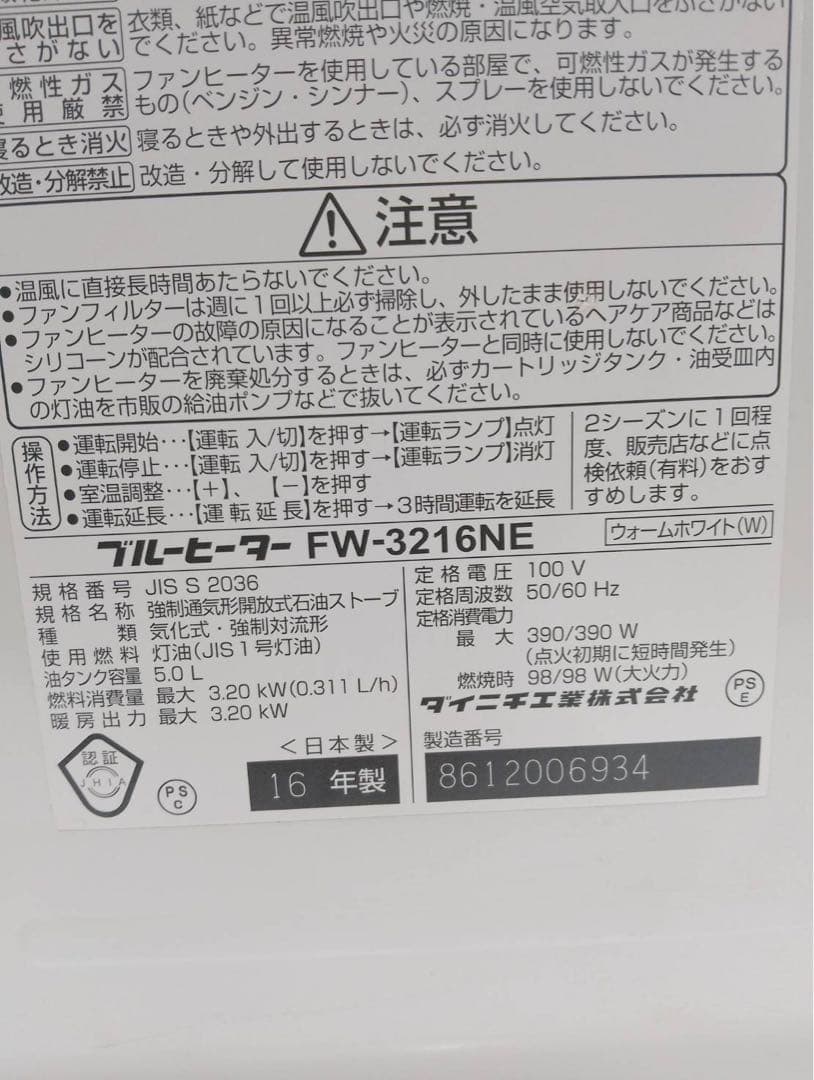 風吹出口を
さがない
衣類、紙などで温風吹出口や燃焼・温風空気取入口をふさがない
でください。異常燃焼や火災の原因になります。
燃性ガス
使用厳禁
ファンヒーターを使用している部屋で、可燃性ガスが発生する
もの(ベンジン・シンナー)、スプレーを使用しないでください。
寝るとき消火 寝るときや外出するときは、必ず消火してください。
改造・分解禁止 改造・分解して使用しないでください。
注意
●温風に直接長時間あたらないでください。
●ファンフィルターは週に1回以上必ず掃除し、外したまま使用しないでください。
●ファンヒーターの故障の原因になることが表示されているヘアケア商品などは
シリコーンが配合されています。ファンヒーターと同時に使用しないでください。
●ファンヒーターを廃棄処分するときは、必ずカートリッジタンク・油受皿内
の灯油を市販の給油ポンプなどで抜いてください。
操作方法
●運転開始…【運転 入/切】を押す→【運転ランプ】点灯
●運転停止…【運転 入/切】を押す→【運転ランプ】消灯
●室温調整…【+】、【−】を押す
●運転延長…【運転延長】を押す→3時間運転を延長
2シーズンに1回程
度、販売店などに点
検依頼(有料)をおす
すめします。
ブルーヒーター FW-3216NE
ウォームホワイト(W)
規格番号 JIS S 2036
規格名称 強制通気形開放式石油ストーブ
種類 気化式・強制対流形
使用燃料 灯油(JIS1号灯油)
油タンク容量 5.0 L
燃料消費量 最大 3.20 kW(0.311 L/h)
暖房出力 最大 3.20 kW
定格電圧 100 V
定格周波数 50/60 Hz
定格消費電力
最大 390/390 W
(点火初期に短時間発生)
燃焼時 98/98 W(大火力)
ダイニチ工業株式会社
PS
E
認証
JHIA
PS
C
<日本製>
16 年製
製造番号
8612006934